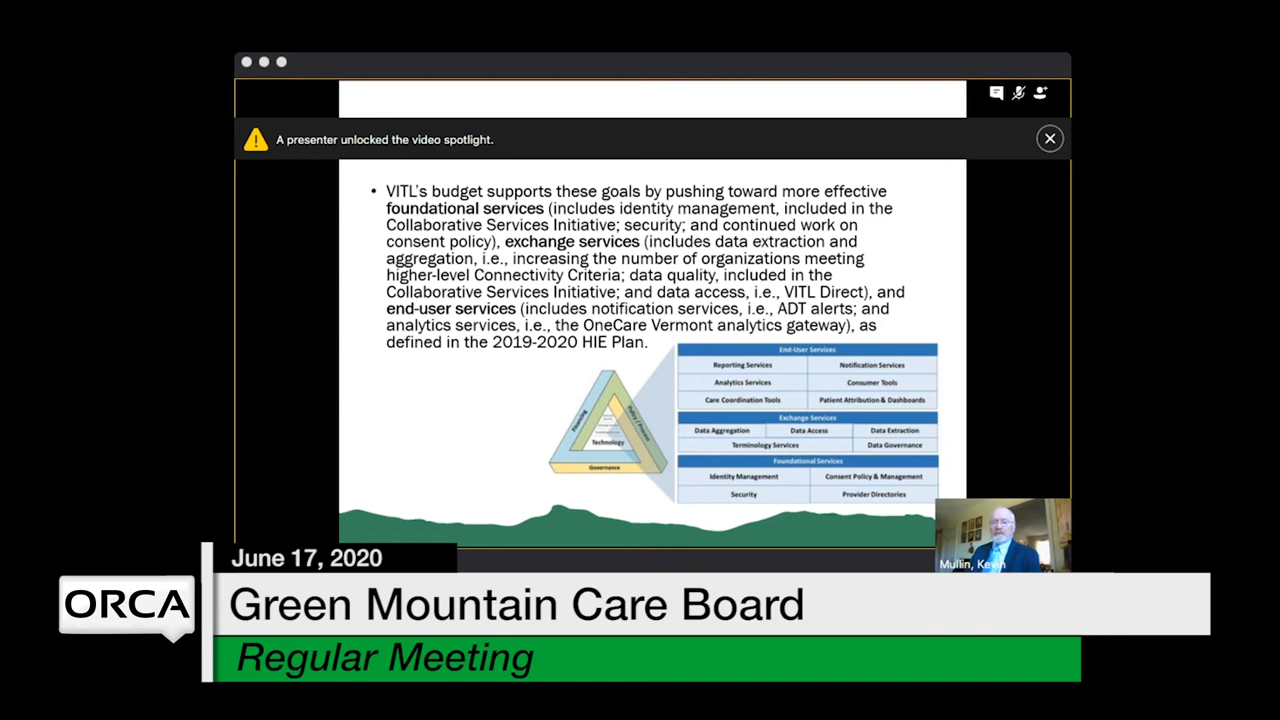 A presenter unlocked the video spotlight.
• VITL's budget supports these goals by pushing toward more effective
foundational services (includes identity management, included in the
Collaborative Services Initiative; security; and continued work on
consent policy), exchange services (includes data extraction and
aggregation, i.e., increasing the number of organizations meeting
higher-level Connectivity Criteria; data quality, included in the
Collaborative Services Initiative; and data access, i.e., VITL Direct), and
end-user services (includes notification services, i.e., ADT alerts; and
analytics services, i.e., the OneCare Vermont analytics gateway), as
defined in the 2019-2020 HIE Plan.
Financing
Policy / Process
Technology
Governance
End-User Services
Reporting Services Notification Services
Analytics Services Consumer Tools
Care Coordination Tools Patient Attribution & Dashboards
Exchange Services
Data Aggregation Data Access Data Extraction
Terminology Services Data Governance
Foundational Services
Identity Management Consent Policy & Management
Security Provider Directories
Mullin, Kevin
June 17, 2020
ORCA
Green Mountain Care Board
Regular Meeting